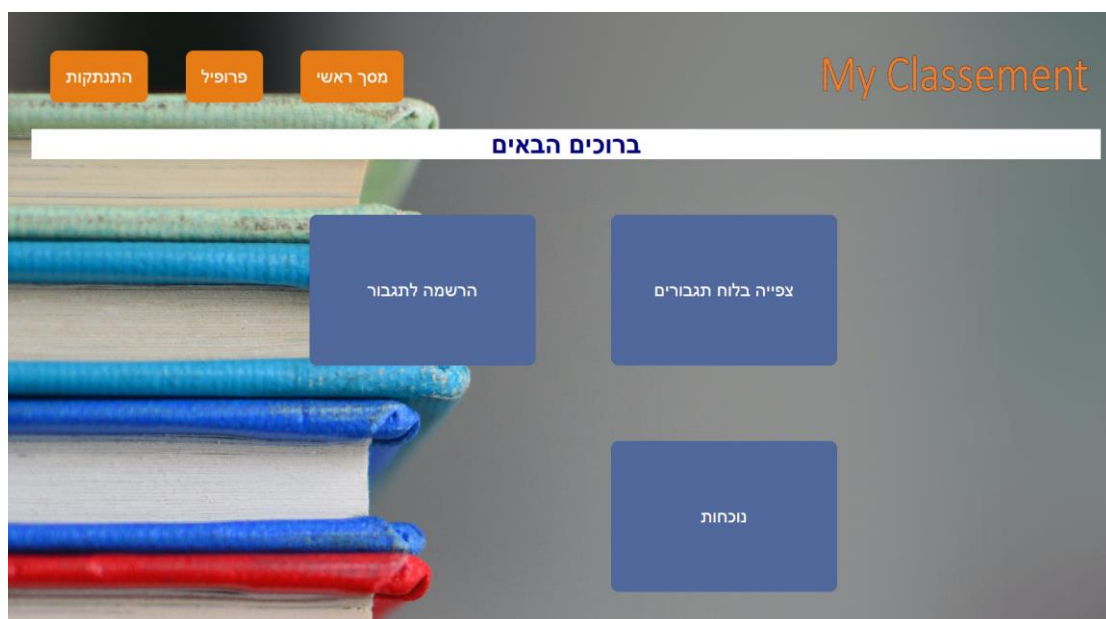 My Classement
מסך ראשי
פרופיל
התנתקות
ברוכים הבאים
צפייה בלוח תגבורים
הרשמה לתגבור
נוכחות